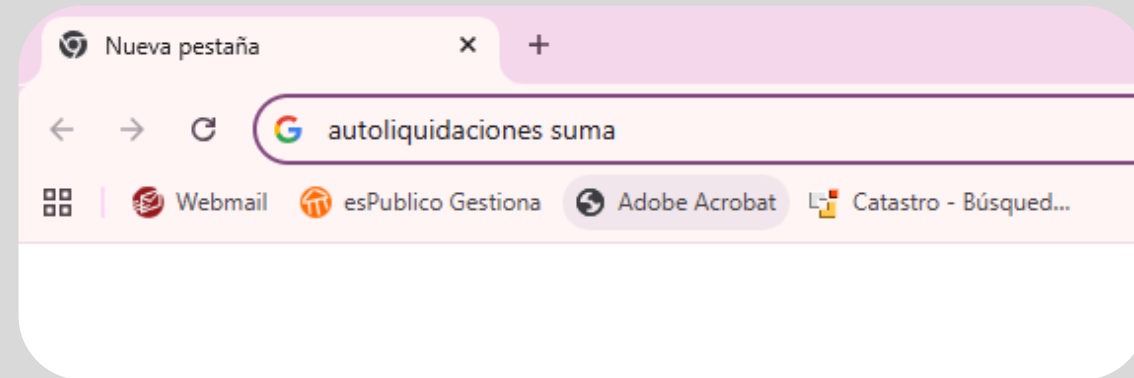 Nueva pestaña
autoliquidaciones suma
Webmail esPublico Gestiona Adobe Acrobat Catastro - Búsqued...